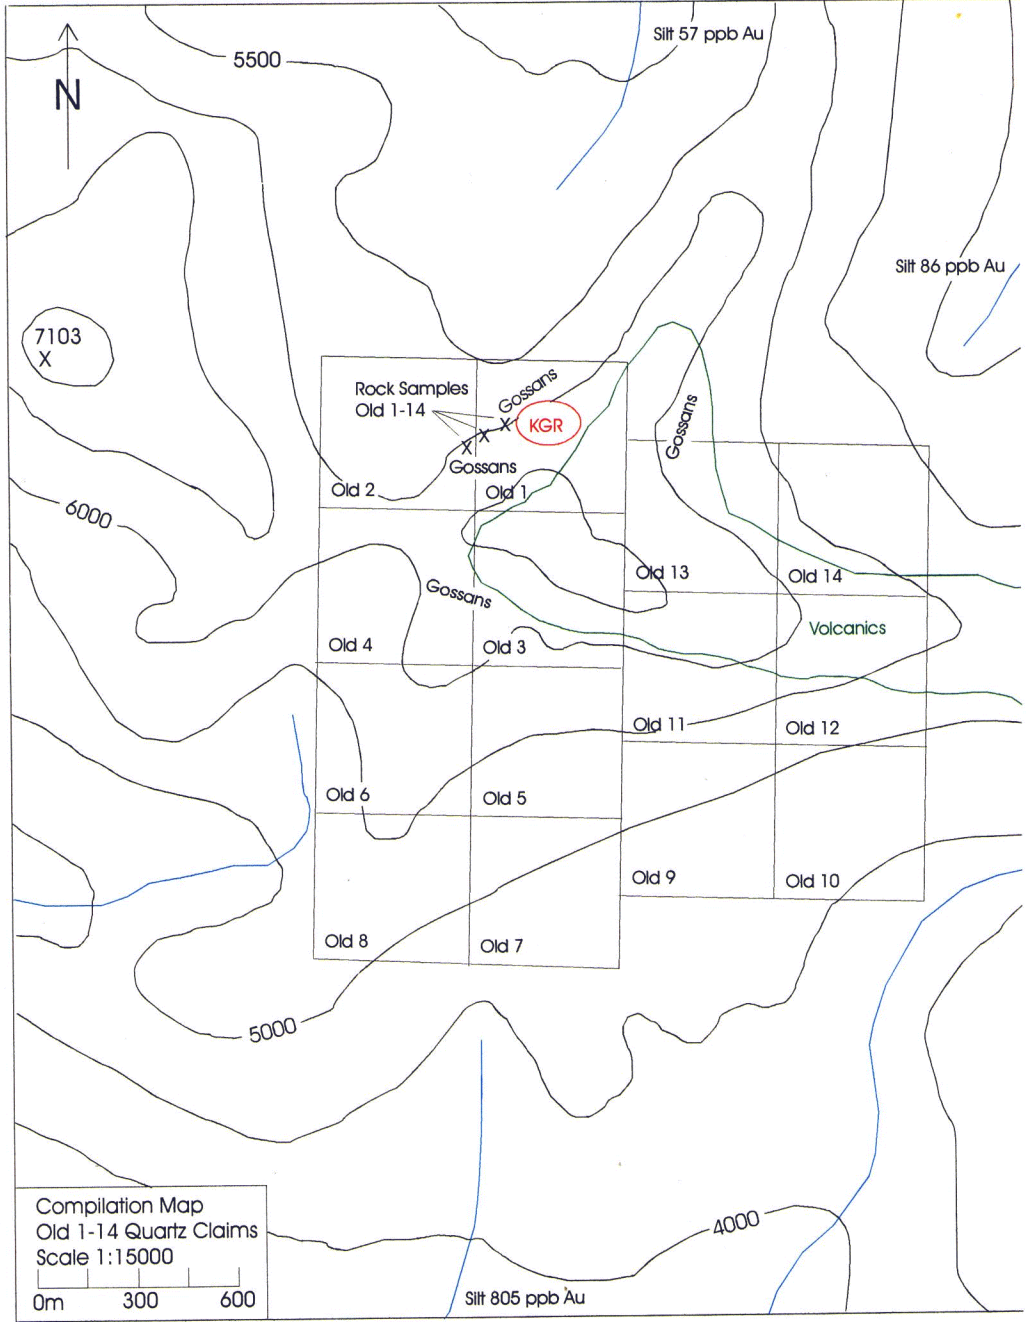 Silt 57 ppb Au
5500
N
Silt 86 ppb Au
7103
X
Rock Samples
Old 1-14
Gossans
X
X
X
KGR
Gossans
Gossans
Old 2
Old 1
6000
Old 13
Old 14
Gossans
Volcanics
Old 4
Old 3
Old 11
Old 12
Old 6
Old 5
Old 9
Old 10
Old 8
Old 7
5000
Compilation Map
Old 1-14 Quartz Claims
Scale 1:15000
0m 300 600
4000
Silt 805 ppb Au